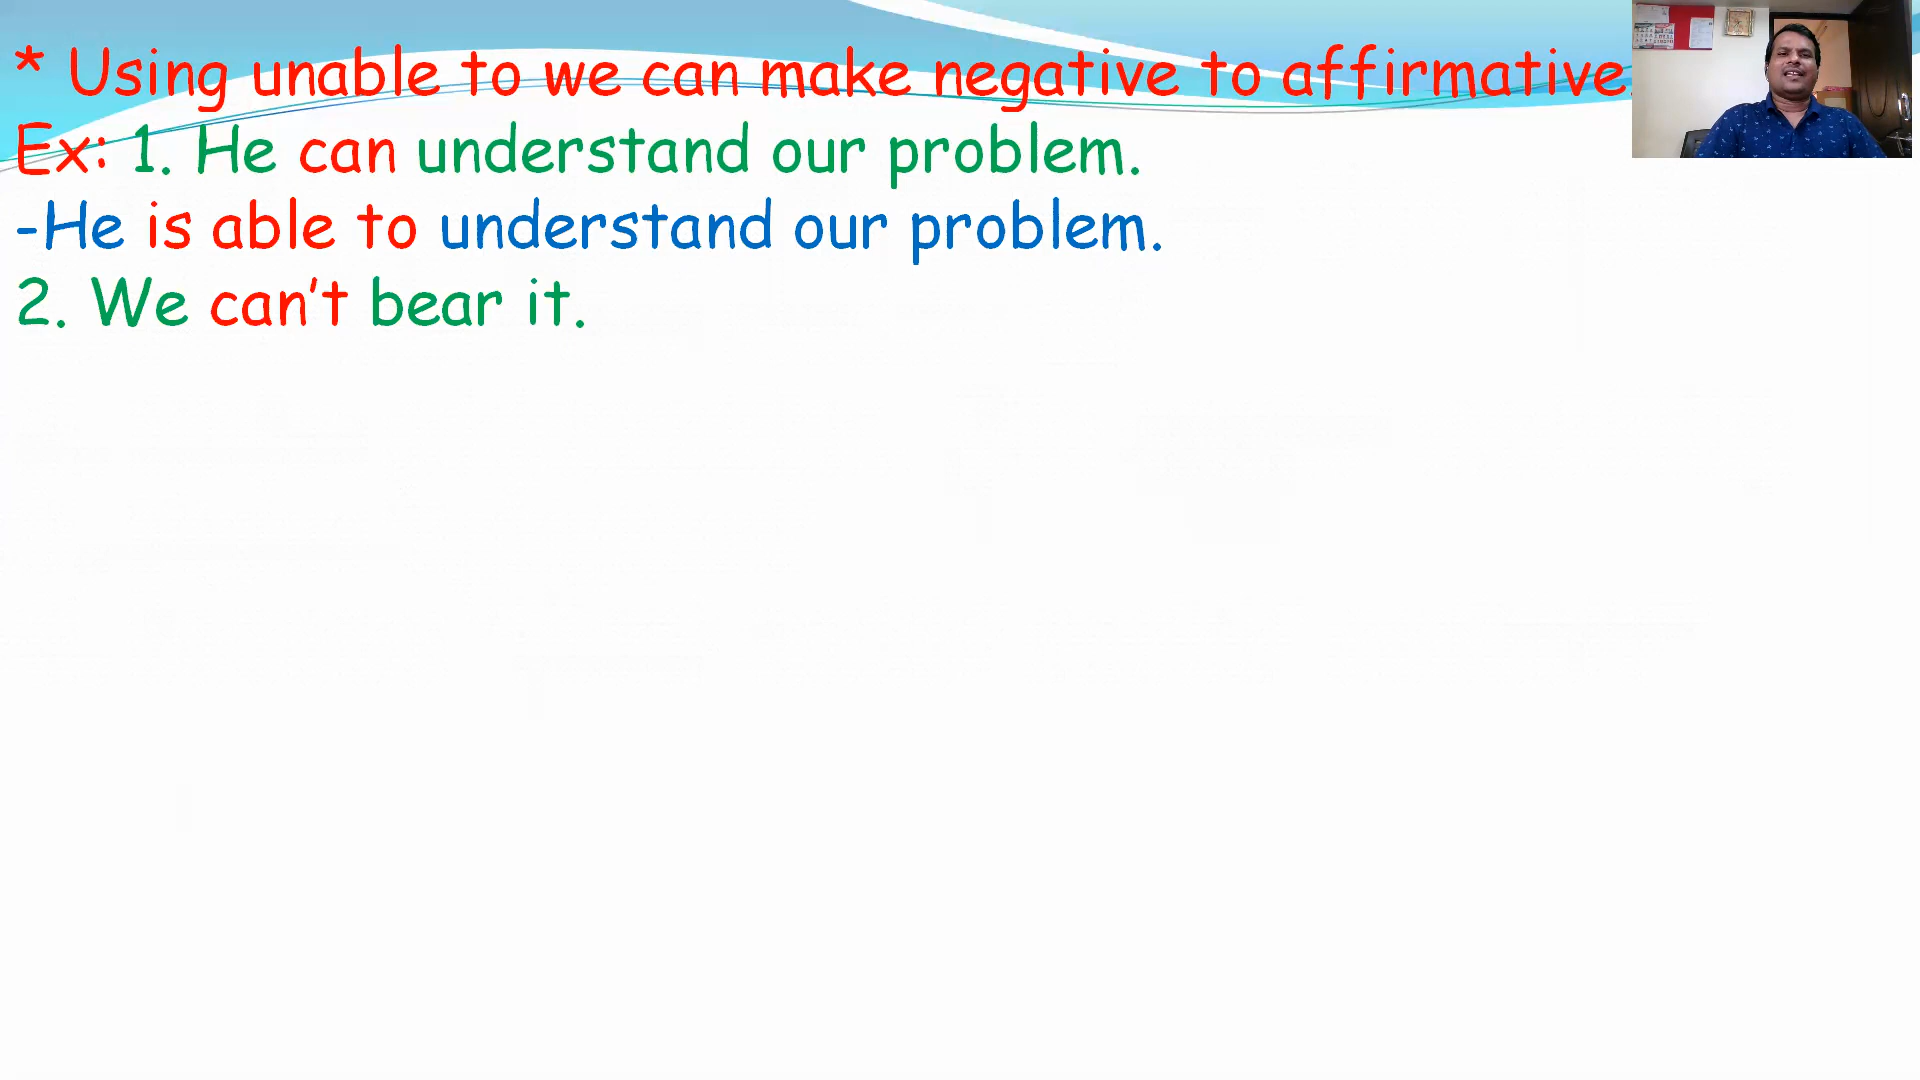 * Using unable to we can make negative to affirmative.
Ex: 1. He can understand our problem.
-He is able to understand our problem.
2. We can’t bear it.